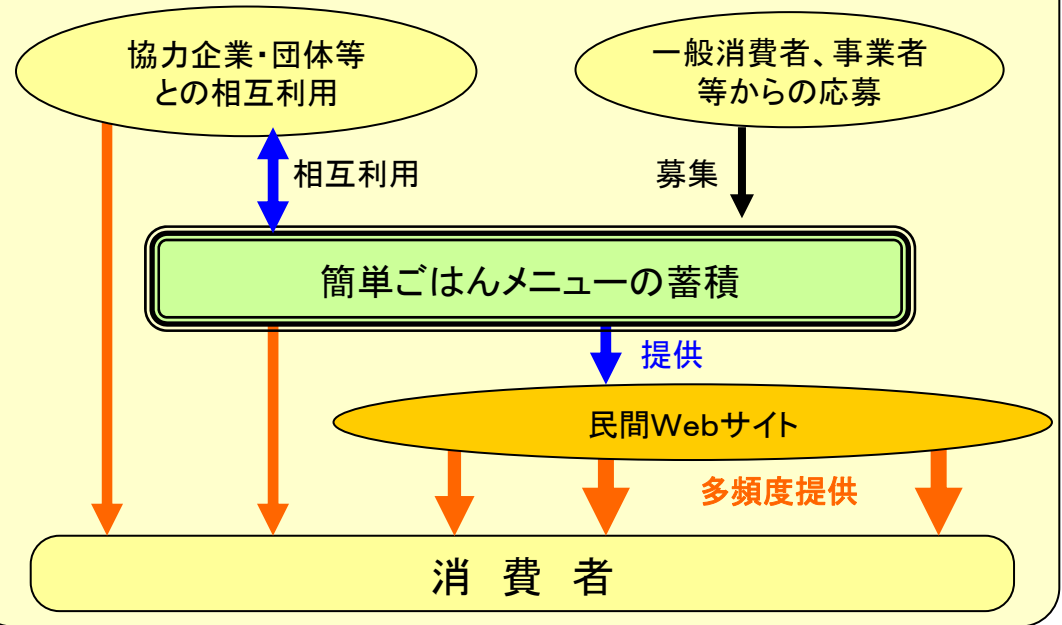 協力企業・団体等
との相互利用
一般消費者、事業者
等からの応募
相互利用
募集
簡単ごはんメニューの蓄積
提供
民間Webサイト
多頻度提供
消 費 者